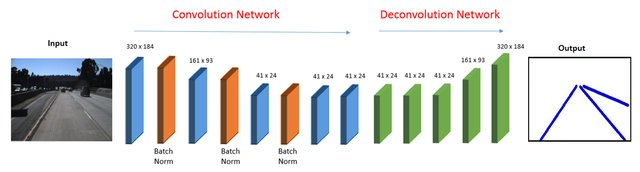 Convolution Network
Deconvolution Network
Input
320 x 184
161 x 93
41 x 24
41 x 24
41 x 24
41 x 24
41 x 24
41 x 24
161 x 93
320 x 184
Output
Batch
Norm
Batch
Norm
Batch
Norm